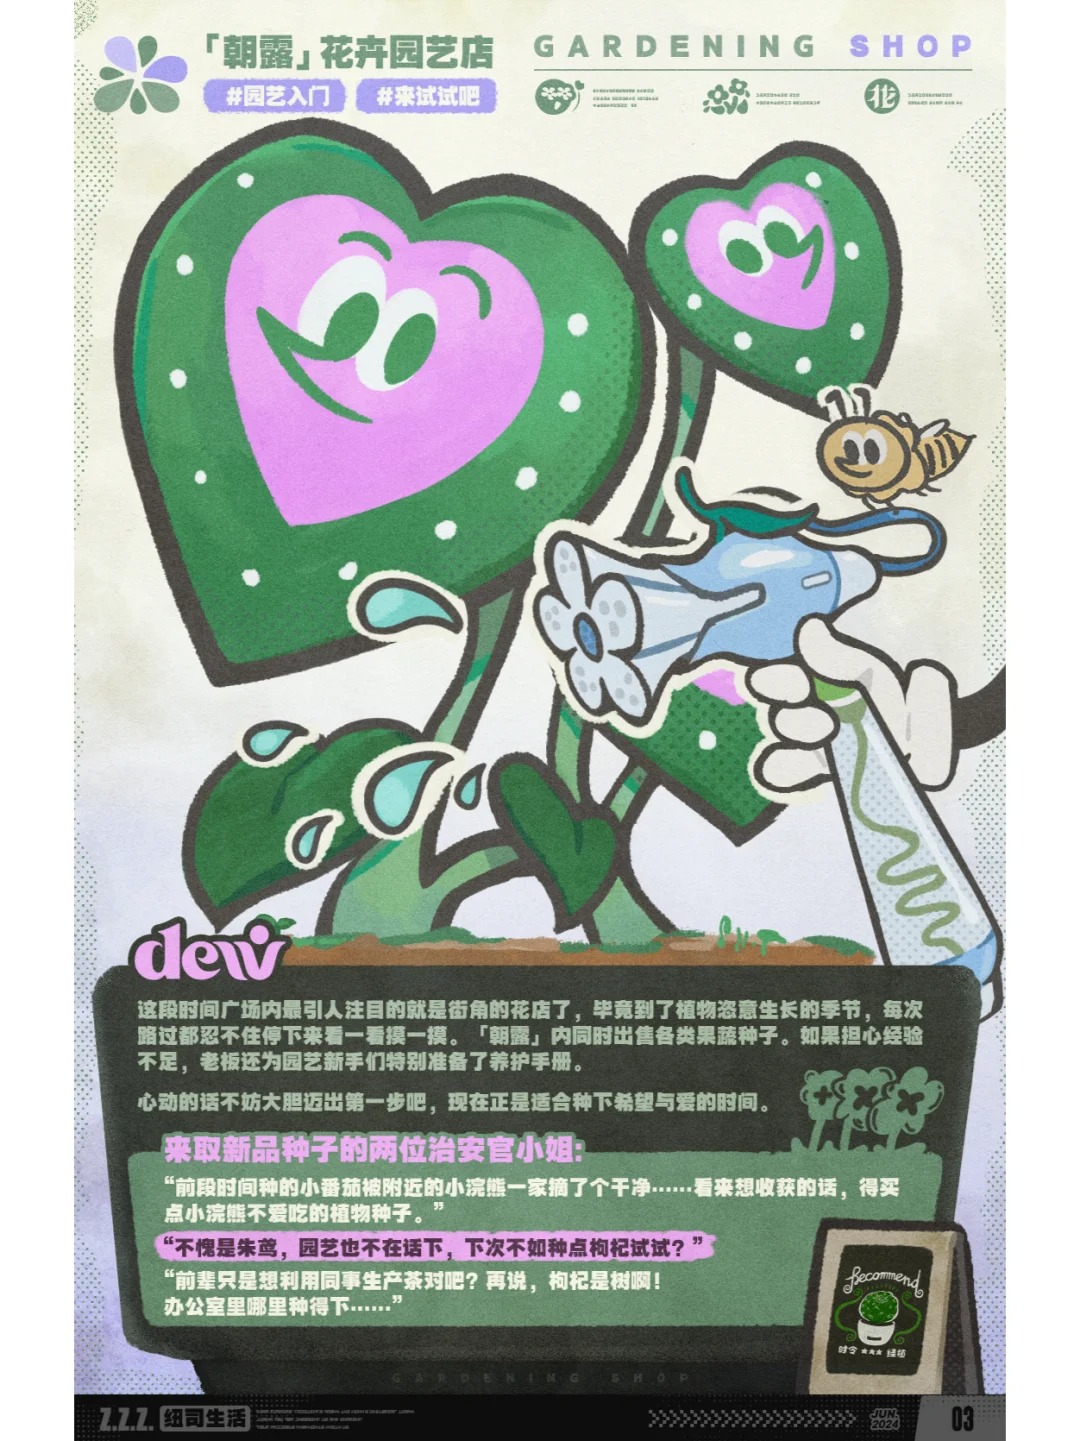 「朝露」花卉园艺店
#园艺入门 #来试试吧
GARDENING SHOP
花
dew
这段时间广场内最引人注目的就是街角的花店了，毕竟到了植物恣意生长的季节，每次
路过都忍不住停下来看一看摸一摸。「朝露」内同时出售各类果蔬种子。如果担心经验
不足，老板还为园艺新手们特别准备了养护手册。
心动的话不妨大胆迈出第一步吧，现在正是适合种下希望与爱的时间。
来取新品种子的两位治安官小姐:
“前段时间种的小番茄被附近的小浣熊一家摘了个干净……看来想收获的话，得买
点小浣熊不爱吃的植物种子。”
“不愧是朱鸢，园艺也不在话下，下次不如种点枸杞试试？”
“前辈只是想利用同事生产茶对吧？再说，枸杞是树啊！
办公室里哪里种得下……”
Recommend
时令 ★★★ 绿植
GARDENING SHOP
Z.Z.Z. 纽司生活
JUN.
2024
03